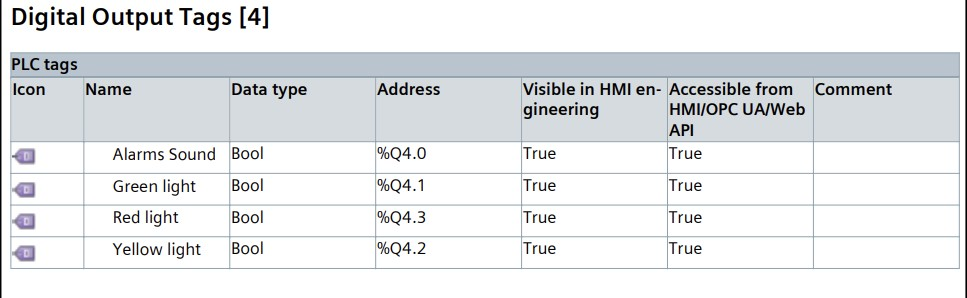 Digital Output Tags [4]
PLC tags
Icon Name Data type Address Visible in HMI en- Accessible from Comment
gineering HMI/OPC UA/Web
API
Alarms Sound Bool %Q4.0 True True
Green light Bool %Q4.1 True True
Red light Bool %Q4.3 True True
Yellow light Bool %Q4.2 True True